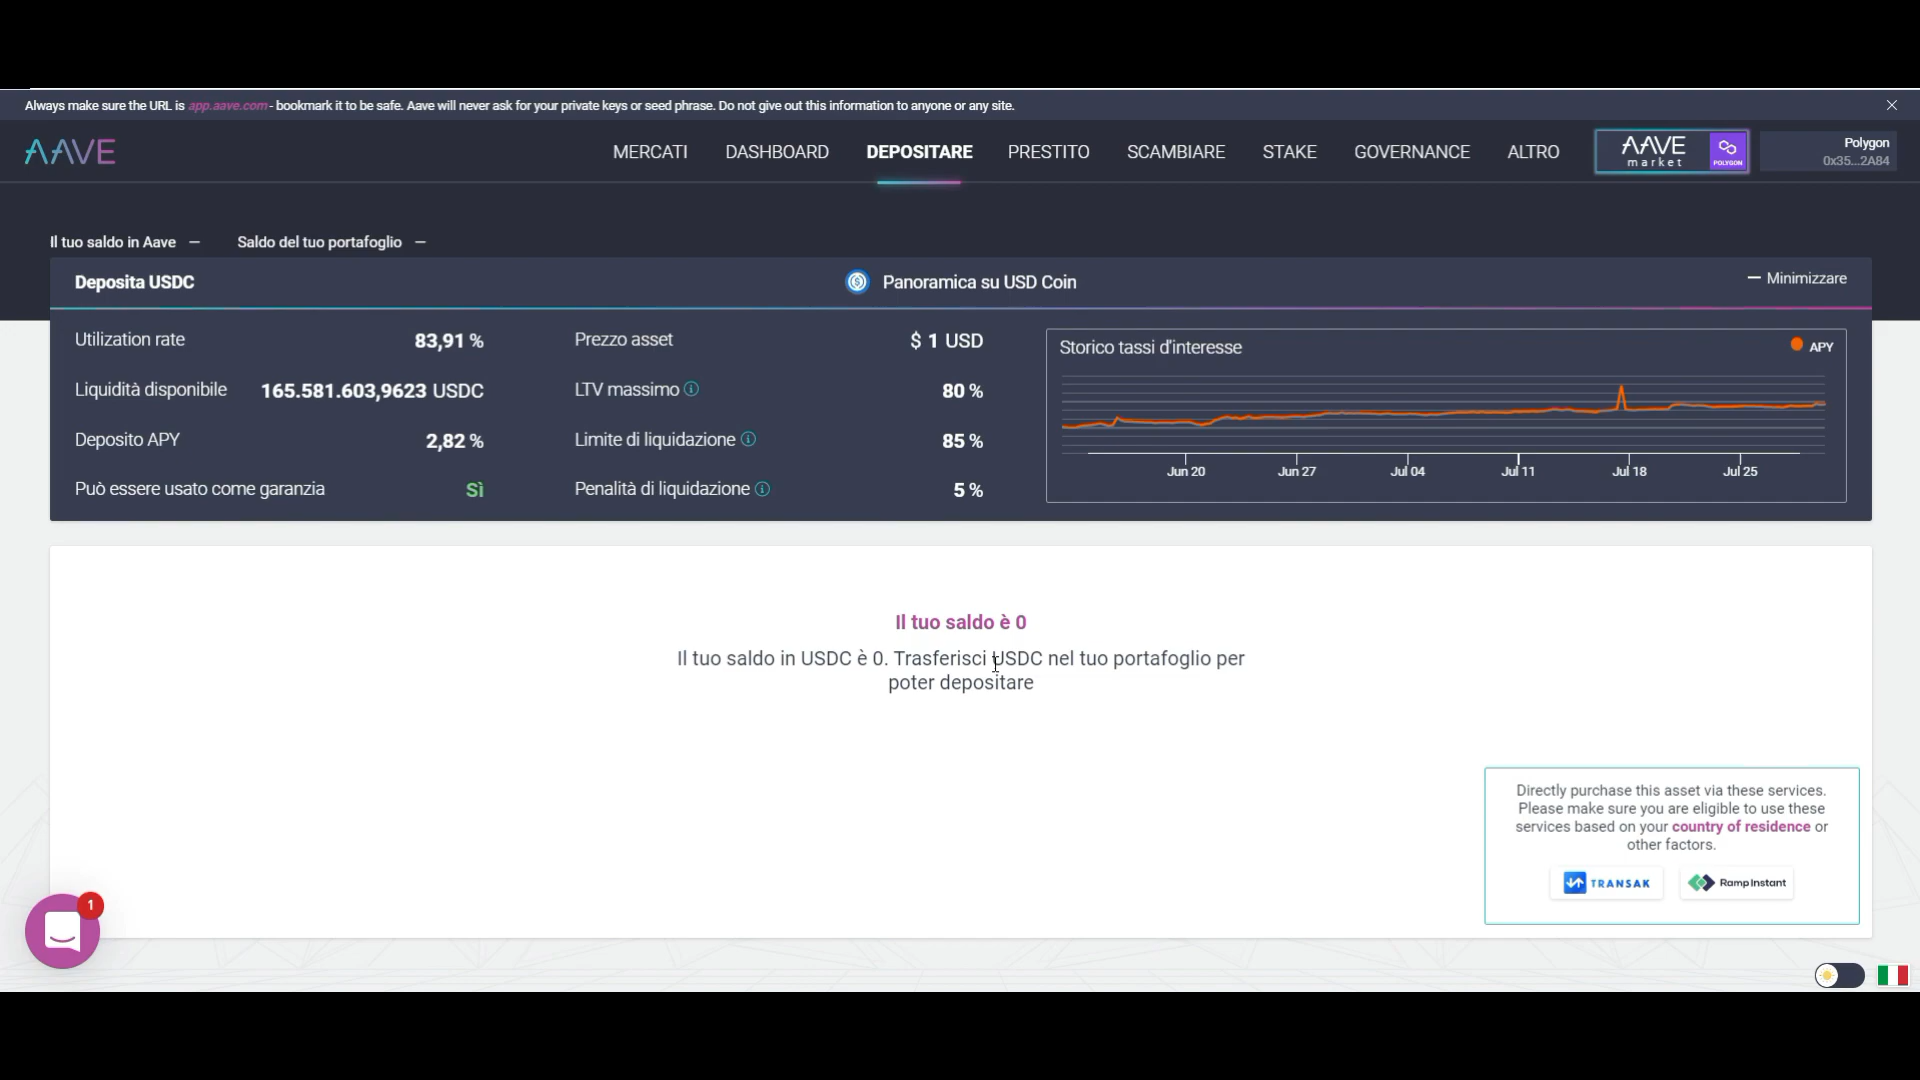 Always make sure the URL is app.aave.com - bookmark it to be safe. Aave will never ask for your private keys or seed phrase. Do not give out this information to anyone or any site.
AAVE
MERCATI
DASHBOARD
DEPOSITARE
PRESTITO
SCAMBIARE
STAKE
GOVERNANCE
ALTRO
AAVE
market
POLYGON
Polygon
0x35...2A84
Il tuo saldo in Aave —
Saldo del tuo portafoglio —
Deposita USDC
Panoramica su USD Coin
— Minimizzare
Utilization rate 83,91 %
Liquidità disponibile 165.581.603,9623 USDC
Deposito APY 2,82 %
Può essere usato come garanzia Sì
Prezzo asset $ 1 USD
LTV massimo 80 %
Limite di liquidazione 85 %
Penalità di liquidazione 5 %
Storico tassi d'interesse
APY
Jun 20 Jun 27 Jul 04 Jul 11 Jul 18 Jul 25
Il tuo saldo è 0
Il tuo saldo in USDC è 0. Trasferisci USDC nel tuo portafoglio per
poter depositare
Directly purchase this asset via these services.
Please make sure you are eligible to use these
services based on your country of residence or
other factors.
TRANSAK
Ramp Instant
1